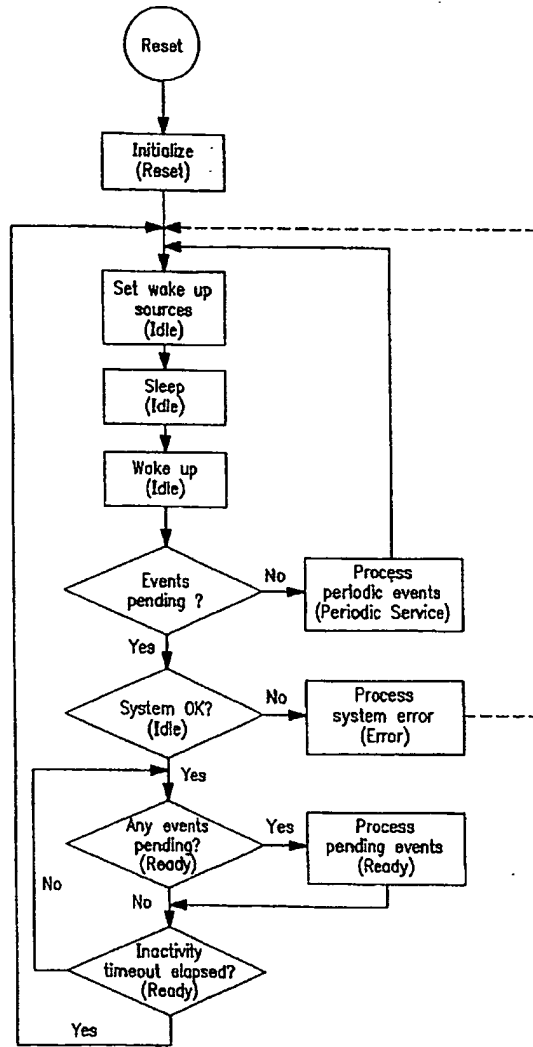 Reset
Initialize
(Reset)
Set wake up
sources
(Idle)
Sleep
(Idle)
Wake up
(Idle)
Events
pending ?
No
Process
periodic events
(Periodic Service)
Yes
System OK?
(Idle)
No
Process
system error
(Error)
Yes
Any events
pending?
(Ready)
Yes
Process
pending events
(Ready)
No
No
Inactivity
timeout elapsed?
(Ready)
Yes